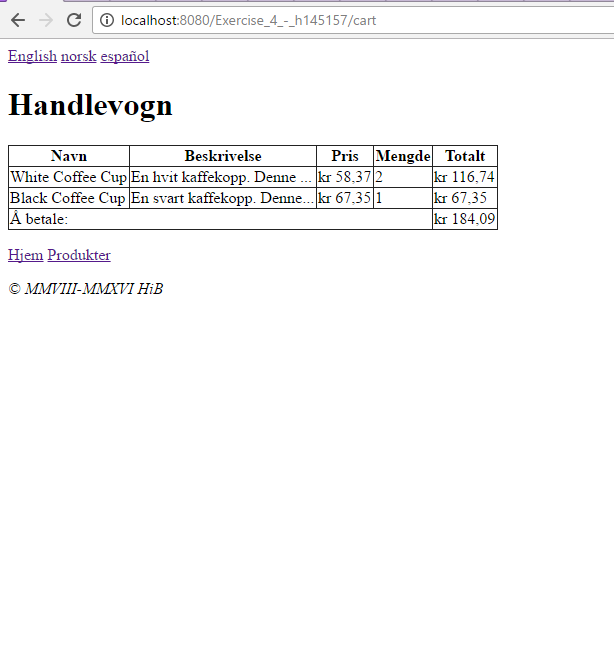 localhost:8080/Exercise_4_-_h145157/cart
English norsk español
Handlevogn
Navn Beskrivelse Pris Mengde Totalt
White Coffee Cup En hvit kaffekopp. Denne ... kr 58,37 2 kr 116,74
Black Coffee Cup En svart kaffekopp. Denne... kr 67,35 1 kr 67,35
Å betale: kr 184,09
Hjem Produkter
© MMVIII-MMXVI HiB